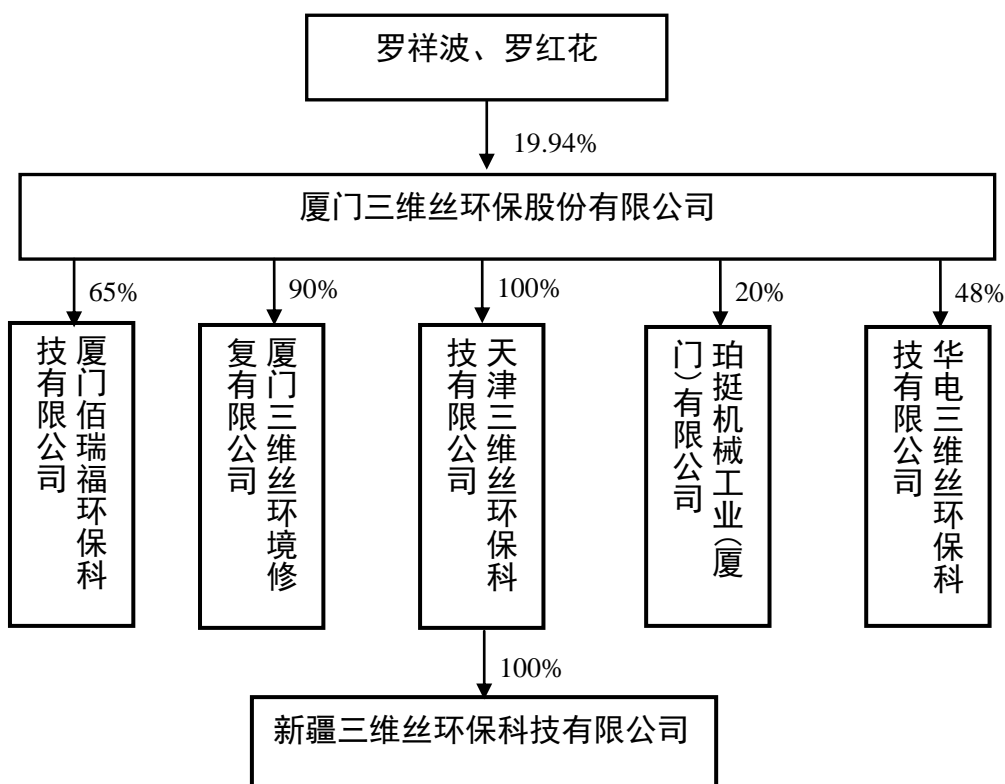 罗祥波、罗红花
19.94%
厦门三维丝环保股份有限公司
65%
90%
100%
20%
48%
厦门佰瑞福环保科
技有限公司
厦门三维丝环境修
复有限公司
天津三维丝环保科
技有限公司
珀挺机械工业(厦
门)有限公司
华电三维丝环保科
技有限公司
100%
新疆三维丝环保科技有限公司